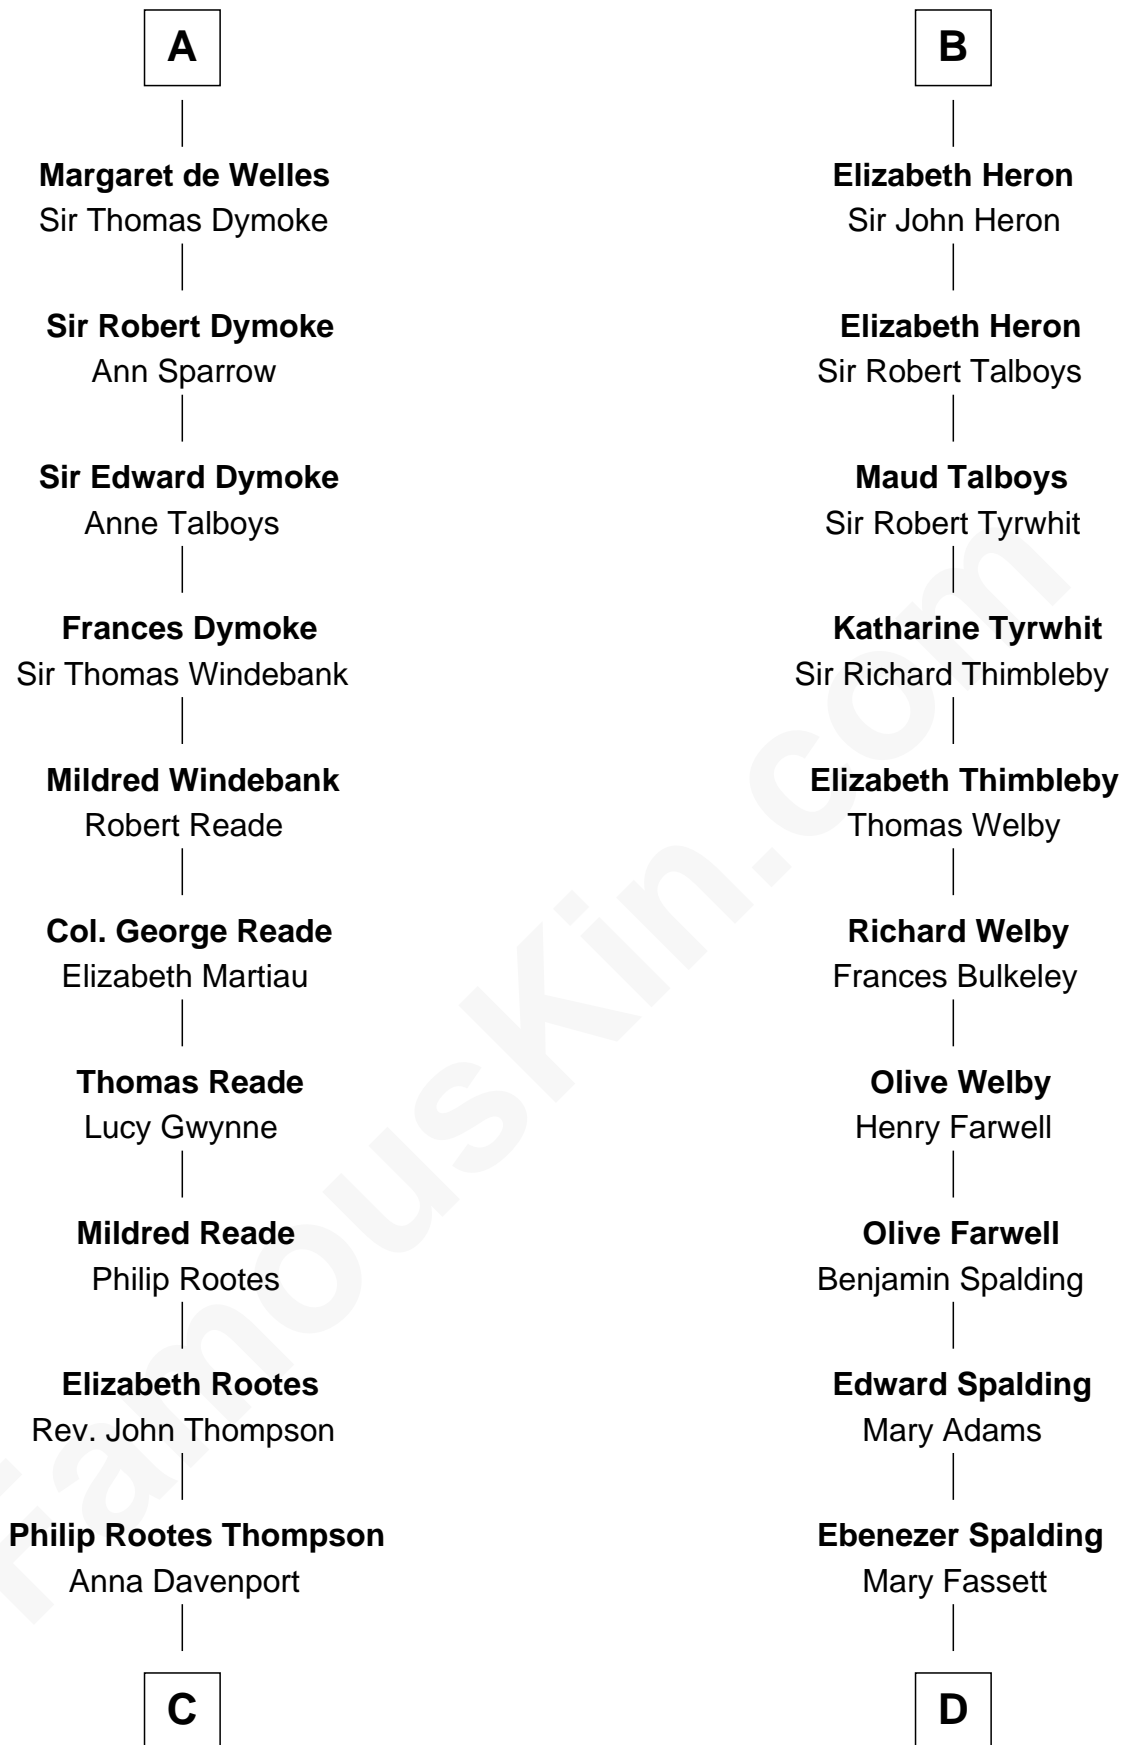 A
Margaret de Welles
Sir Thomas Dymoke
Sir Robert Dymoke
Ann Sparrow
Sir Edward Dymoke
Anne Talboys
Frances Dymoke
Sir Thomas Windebank
Mildred Windebank
Robert Reade
Col. George Reade
Elizabeth Martiau
Thomas Reade
Lucy Gwynne
Mildred Reade
Philip Rootes
Elizabeth Rootes
Rev. John Thompson
Philip Rootes Thompson
Anna Davenport
C
B
Elizabeth Heron
Sir John Heron
Elizabeth Heron
Sir Robert Talboys
Maud Talboys
Sir Robert Tyrwhit
Katharine Tyrwhit
Sir Richard Thimbleby
Elizabeth Thimbleby
Thomas Welby
Richard Welby
Frances Bulkeley
Olive Welby
Henry Farwell
Olive Farwell
Benjamin Spalding
Edward Spalding
Mary Adams
Ebenezer Spalding
Mary Fassett
D
FamousKin.com